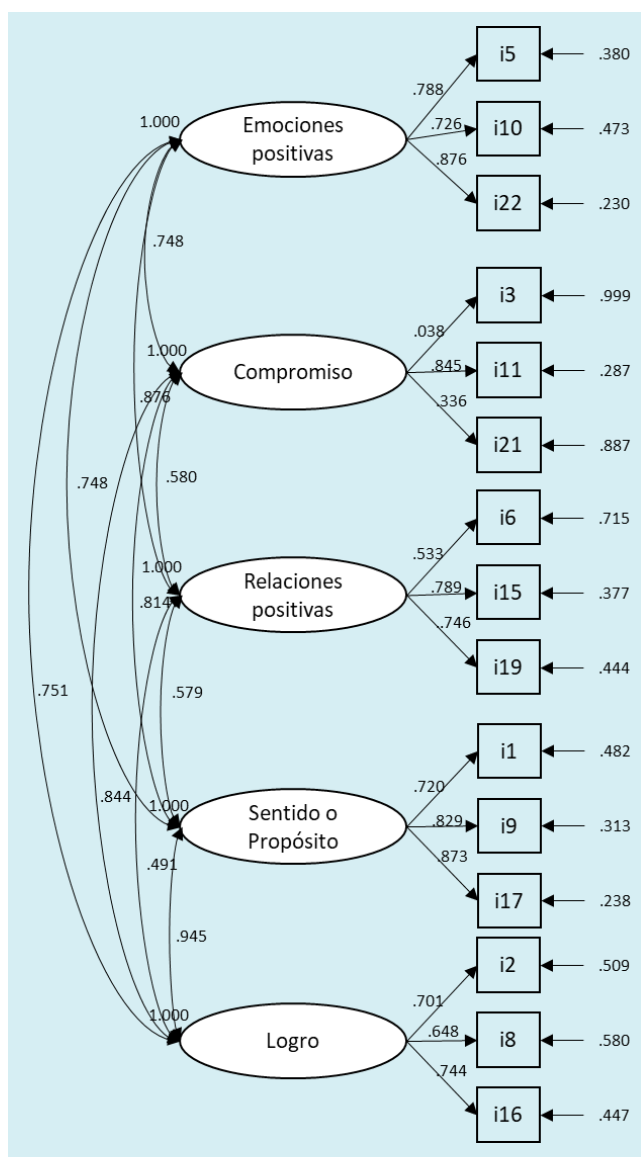 i5
.380
.788
1.000
Emociones
positivas
.726
i10
.473
.876
i22
.230
.748
i3
.999
.038
1.000
Compromiso
.845
i11
.287
.876
.336
i21
.887
.748
.580
i6
.715
.533
1.000
Relaciones
positivas
.789
i15
.377
.814
.746
i19
.444
.751
.579
i1
.482
.720
.844
1.000
Sentido o
Propósito
.829
i9
.313
.491
.873
i17
.238
.945
i2
.509
.701
1.000
Logro
.648
i8
.580
.744
i16
.447